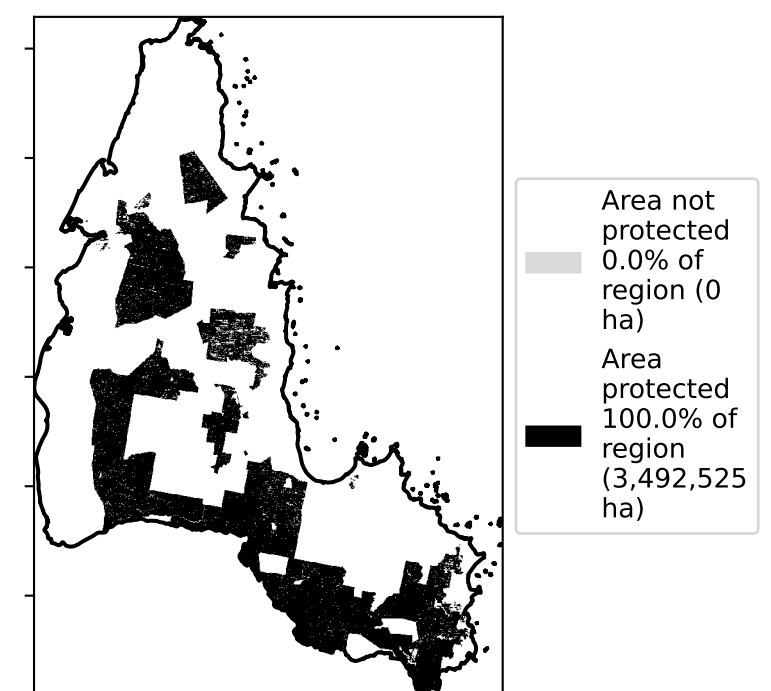 Area not
protected
0.0% of
region (0
ha)
Area
protected
100.0% of
region
(3,492,525
ha)